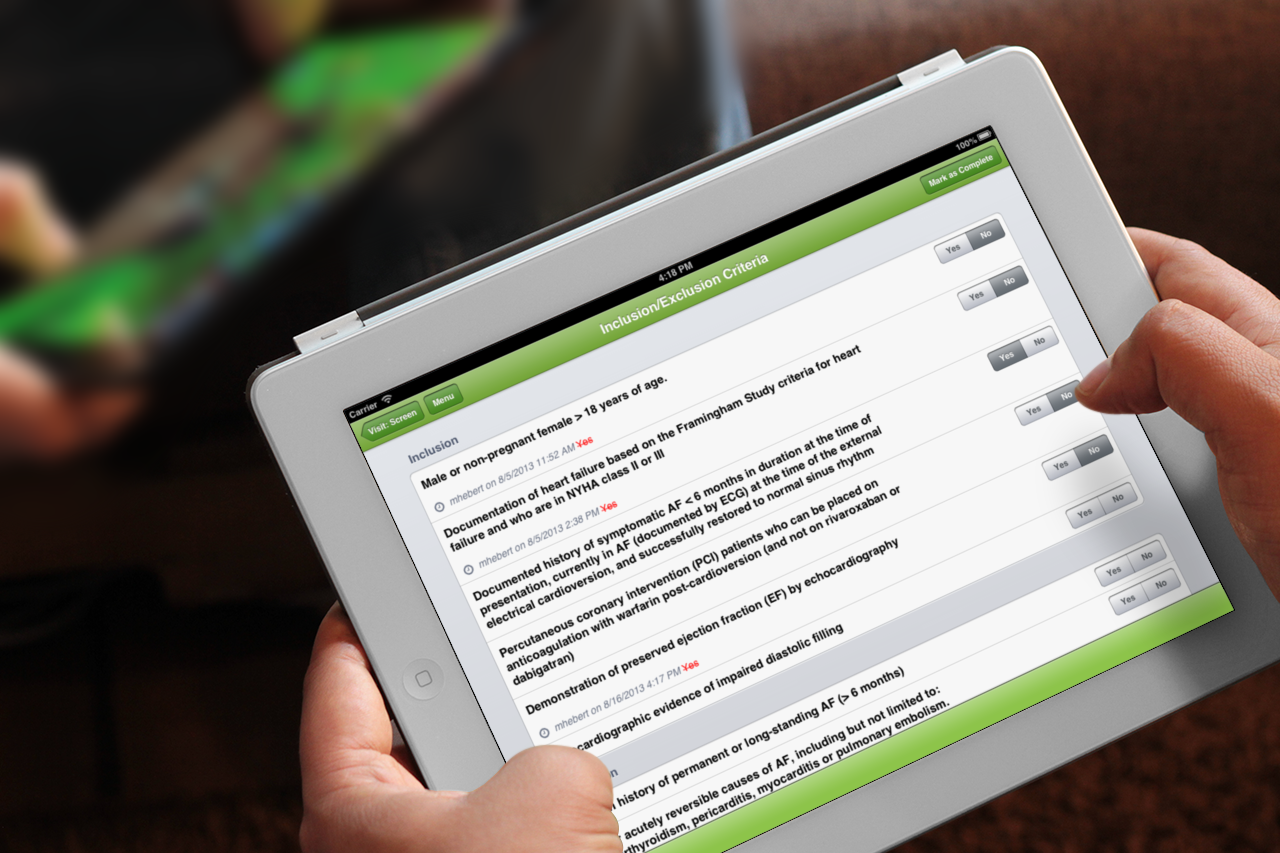 Carrier 4:18 PM 100%
Visit: Screen Menu Inclusion/Exclusion Criteria Mark as Complete
Inclusion
Male or non-pregnant female > 18 years of age. Yes No
mhebert on 8/5/2013 11:52 AM Yes
Documentation of heart failure based on the Framingham Study criteria for heart Yes No
failure and who are in NYHA class II or III
mhebert on 8/5/2013 2:38 PM Yes
Documented history of symptomatic AF < 6 months in duration at the time of Yes No
presentation, currently in AF (documented by ECG) at the time of the external
electrical cardioversion, and successfully restored to normal sinus rhythm
Percutaneous coronary intervention (PCI) patients who can be placed on Yes No
anticoagulation with warfarin post-cardioversion (and not on rivaroxaban or
dabigatran)
Demonstration of preserved ejection fraction (EF) by echocardiography Yes No
mhebert on 8/16/2013 4:17 PM Yes
cardiographic evidence of impaired diastolic filling Yes No
history of permanent or long-standing AF (> 6 months) Yes No
acutely reversible causes of AF, including but not limited to: Yes No
thyroidism, pericarditis, myocarditis or pulmonary embolism.